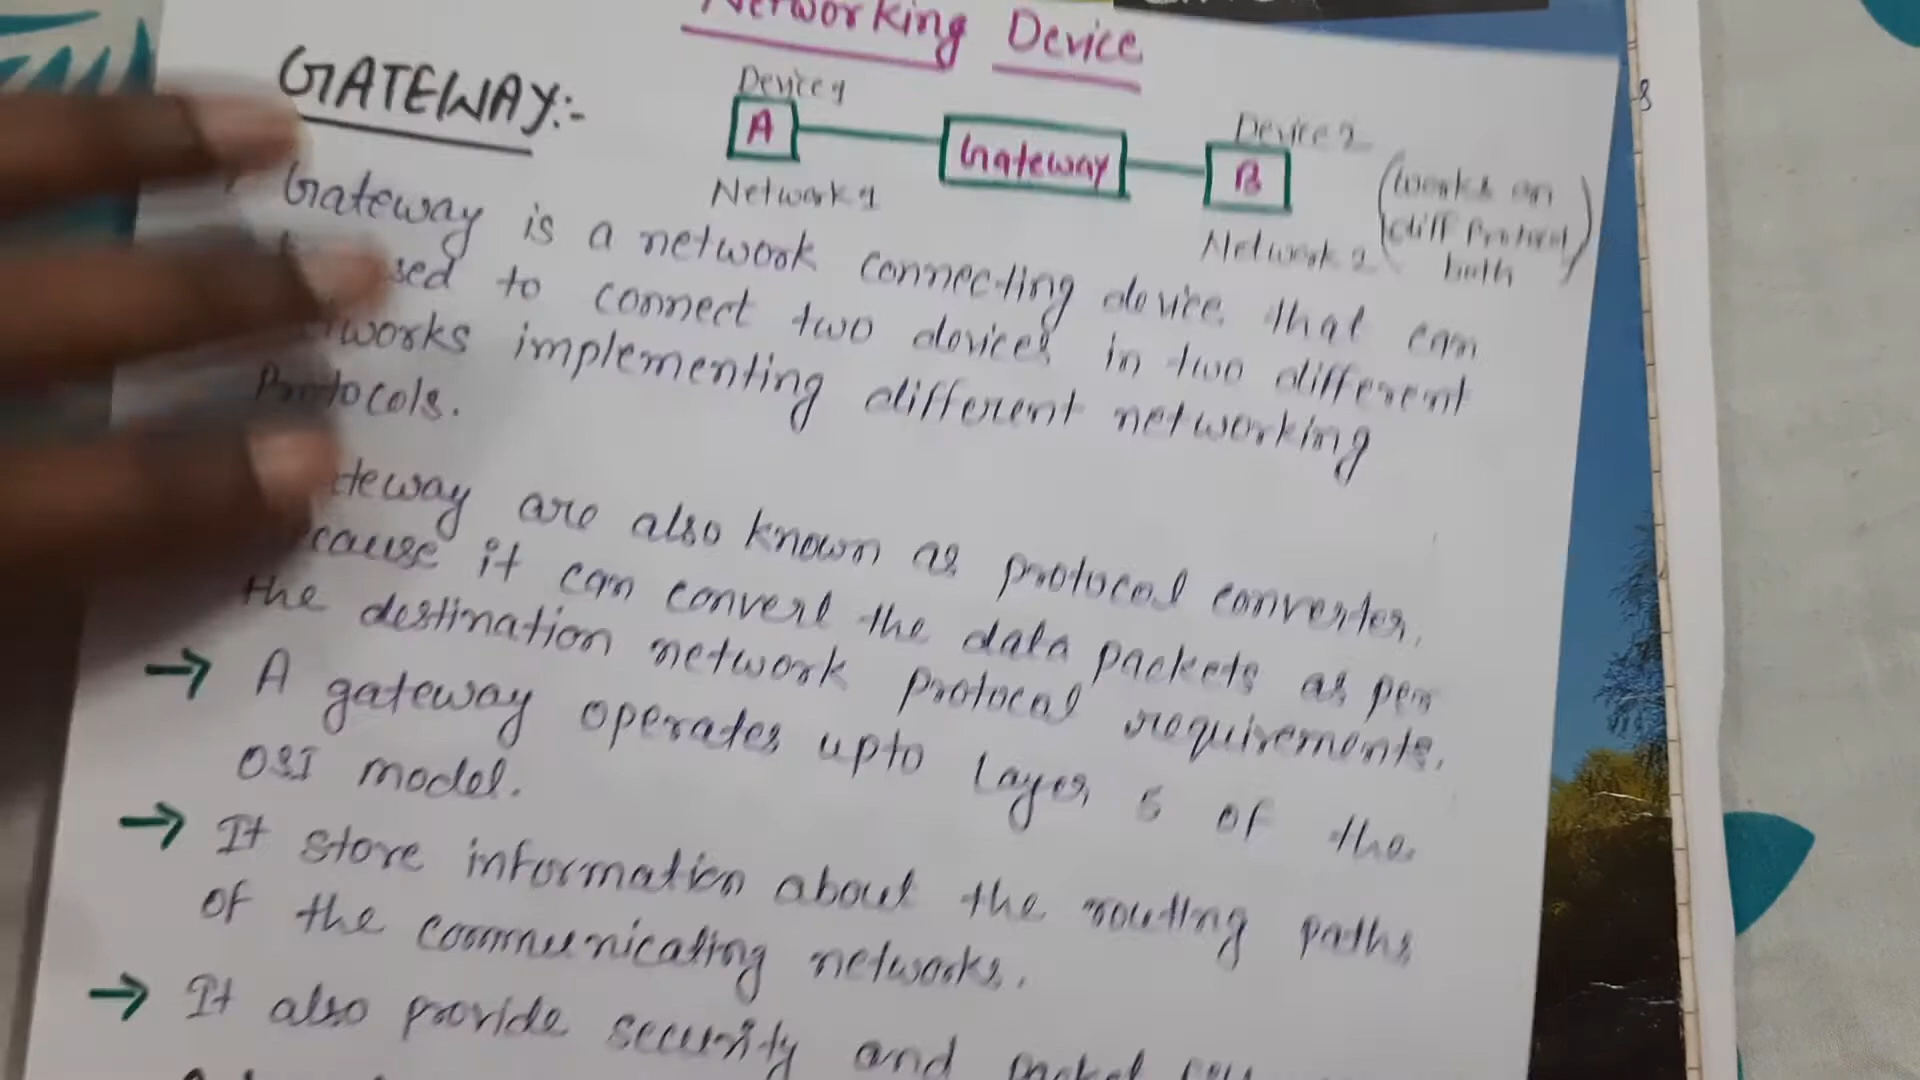 Networking Device
GATEWAY:-
Device 1
A
Gateway
Device 2
B
Network 1
Network 2
(works on
diff Protocol
both
Gateway is a network connecting device that can
used to connect two devices in two different
works implementing different networking
Protocols.
teway are also known as protocol converter,
cause it can convert the data packets as per
the destination network protocol requirements.
→ A gateway operates upto Layer 5 of the
OSI model.
→ It store information about the routing paths
of the communicating networks.
→ It also provide security and packet